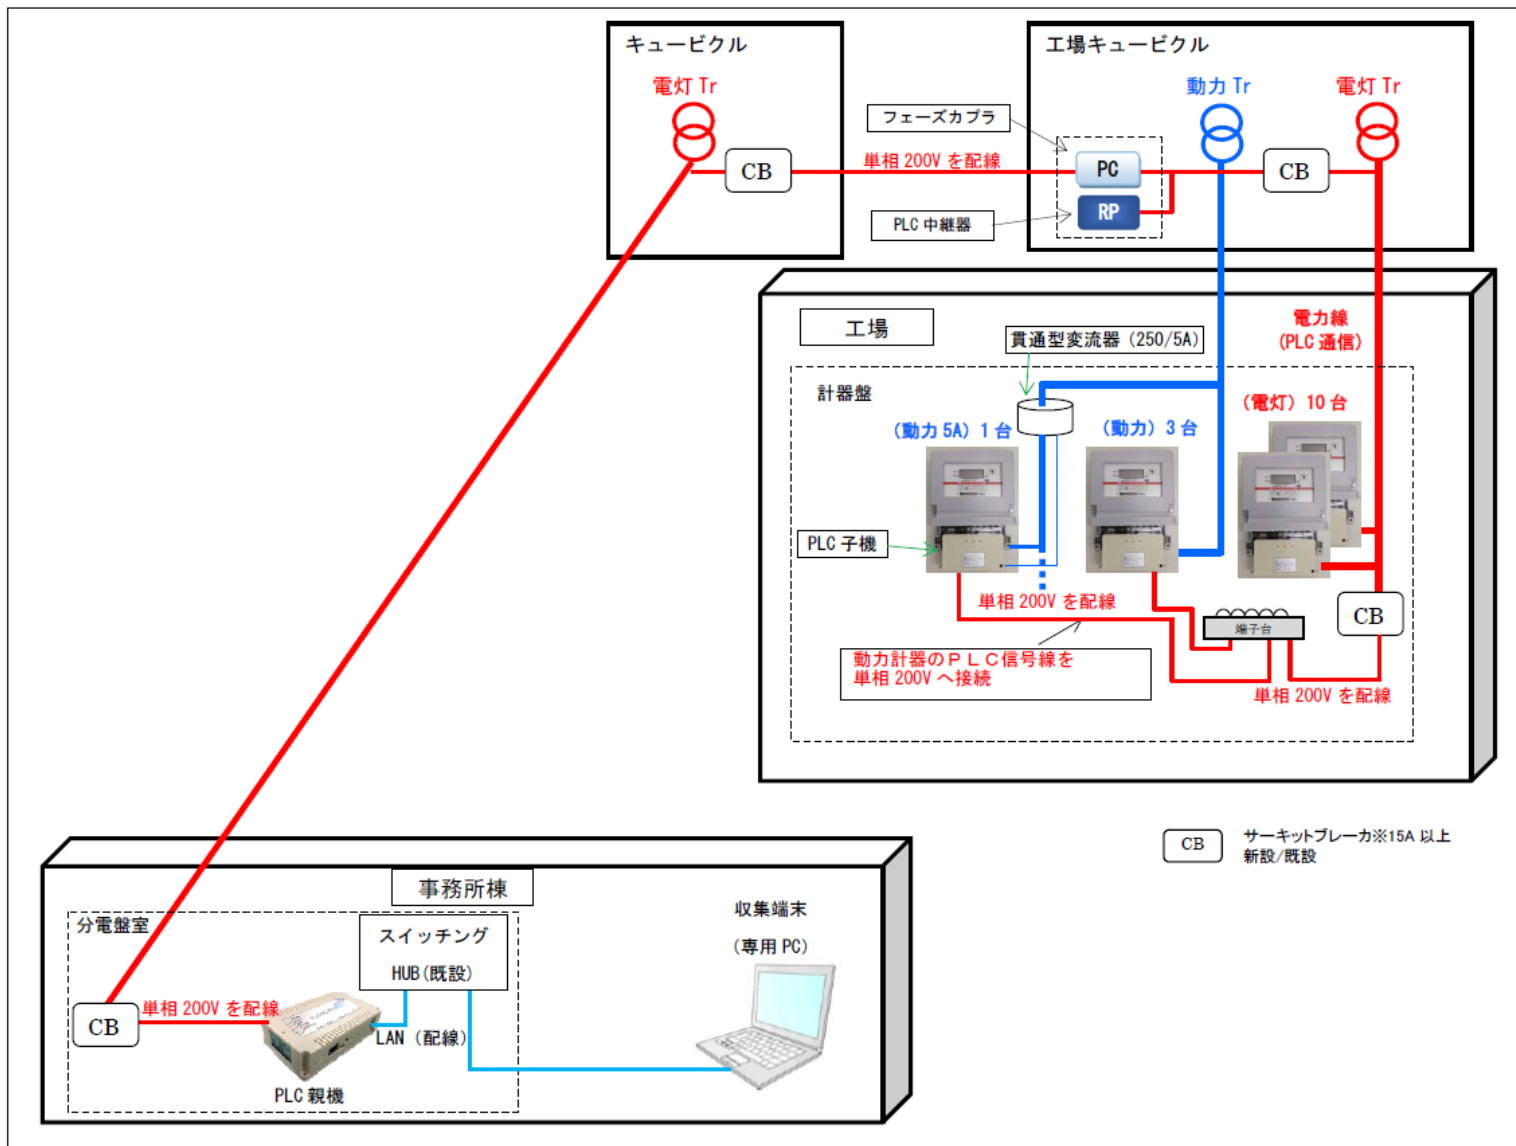 キュービクル
電灯 Tr
CB
単相 200V を配線
工場キュービクル
フェーズカプラ
PC
RP
PLC 中継器
動力 Tr
電灯 Tr
CB
工場
貫通型変流器 (250/5A)
電力線
(PLC 通信)
計器盤
(動力 5A) 1 台
(動力) 3 台
(電灯) 10 台
PLC 子機
単相 200V を配線
端子台
CB
動力計器のＰＬＣ信号線を
単相 200V へ接続
単相 200V を配線
CB
サーキットブレーカ※15A 以上
新設/既設
事務所棟
分電盤室
スイッチング
HUB(既設)
収集端末
(専用 PC)
CB
単相 200V を配線
LAN (配線)
PLC 親機